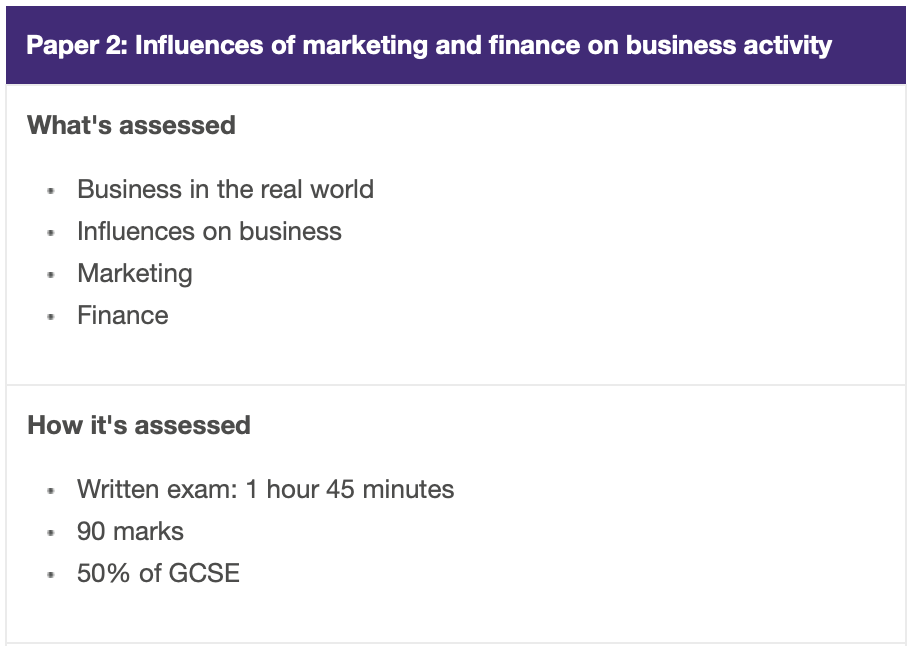 Paper 2: Influences of marketing and finance on business activity
What's assessed
• Business in the real world
• Influences on business
• Marketing
• Finance
How it's assessed
• Written exam: 1 hour 45 minutes
• 90 marks
• 50% of GCSE